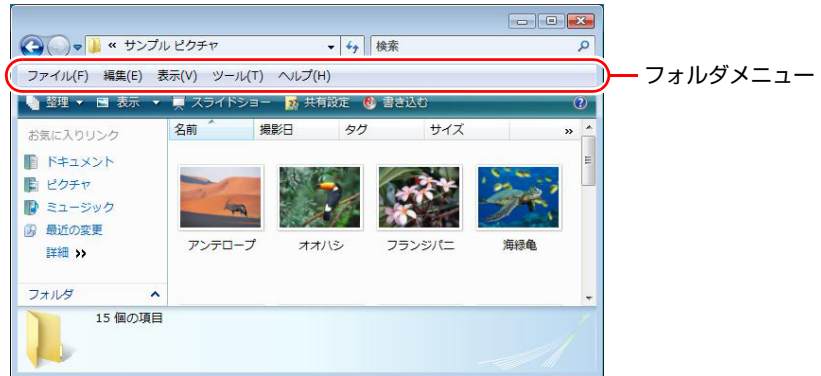 « サンプル ピクチャ
検索
ファイル(F) 編集(E) 表示(V) ツール(T) ヘルプ(H)
フォルダメニュー
整理 表示 スライドショー 共有設定 書き込む
お気に入りリンク
ドキュメント
ピクチャ
ミュージック
最近の変更
詳細 »
フォルダ
名前 撮影日 タグ サイズ »
アンテロープ オオハシ フランジパニ 海緑亀
15 個の項目